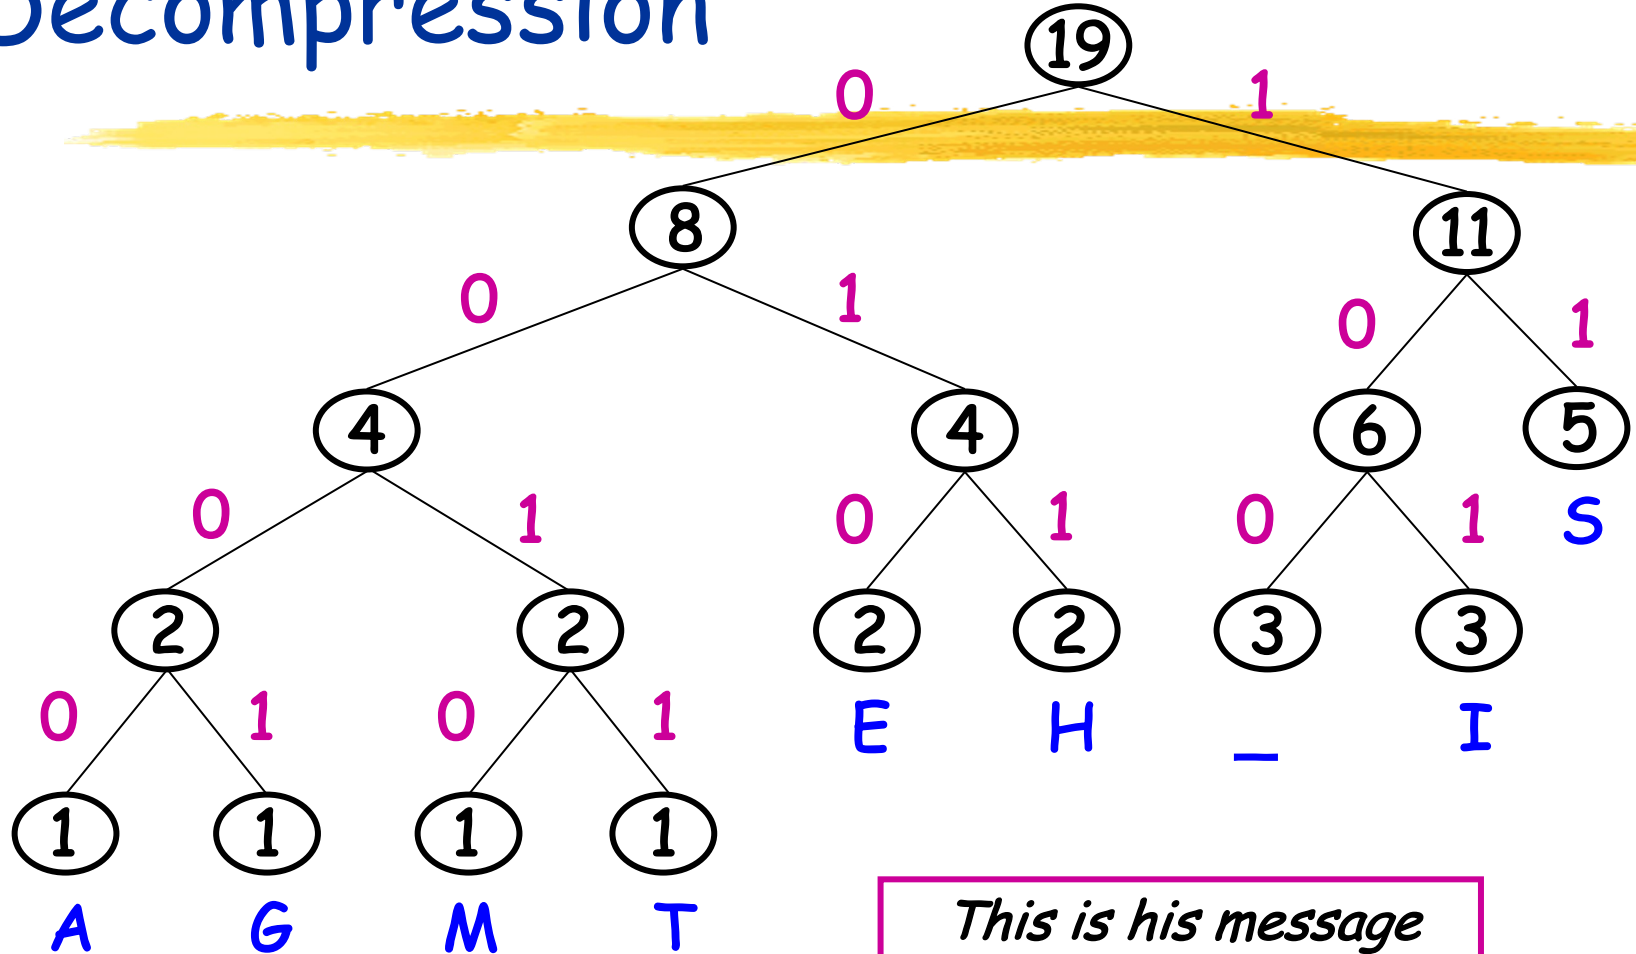 Decompression
19
0 1
8 11
0 1 0 1
4 4 6 5
0 1 0 1 0 1 S
2 2 2 2 3 3
0 1 0 1 E H _ I
1 1 1 1
A G M T
This is his message